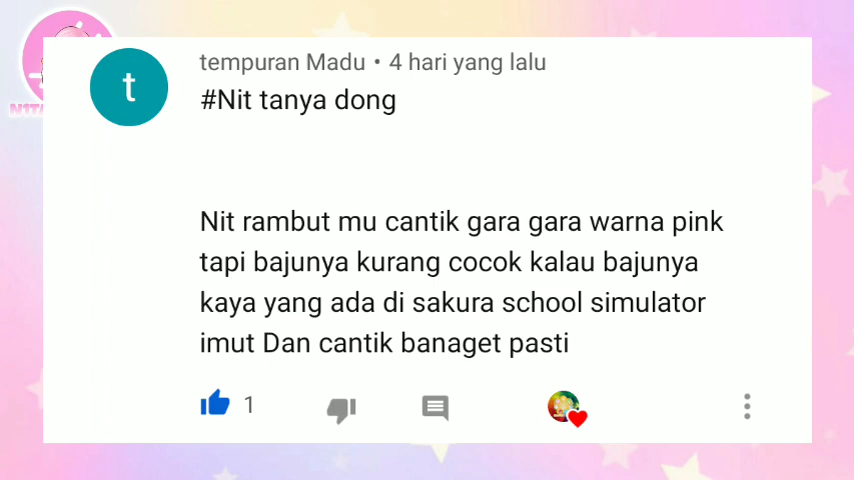 tempuran Madu • 4 hari yang lalu
t
#Nit tanya dong
Nit rambut mu cantik gara gara warna pink
tapi bajunya kurang cocok kalau bajunya
kaya yang ada di sakura school simulator
imut Dan cantik banaget pasti
1